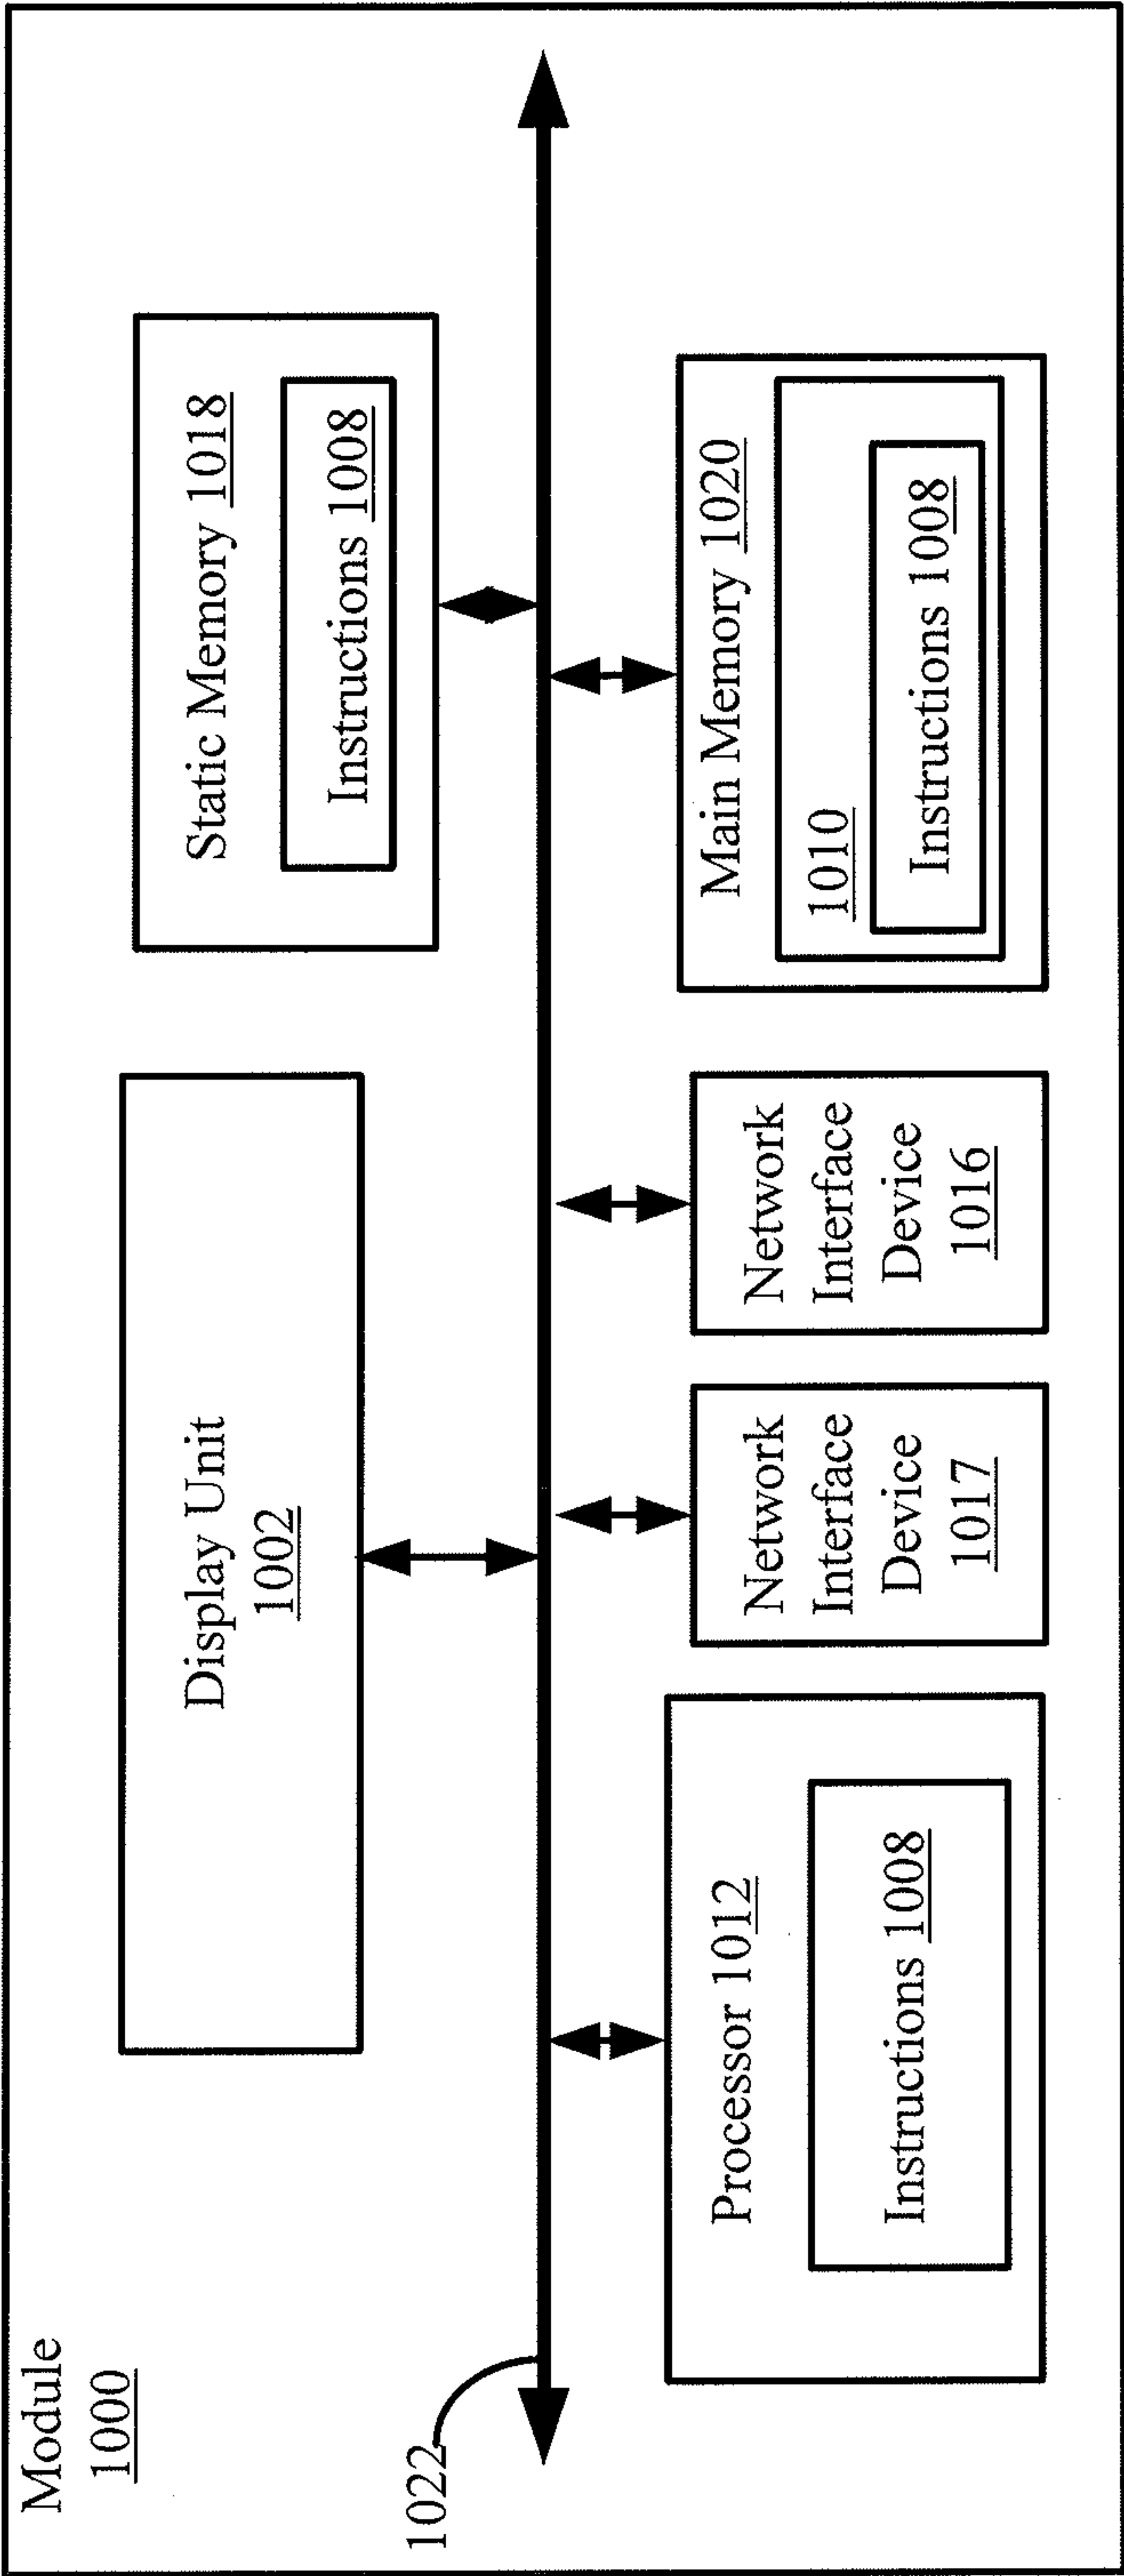 Module
1000
Display Unit
1002
Static Memory 1018
Instructions 1008
1022
Processor 1012
Instructions 1008
Network
Interface
Device
1017
Network
Interface
Device
1016
Main Memory 1020
1010
Instructions 1008